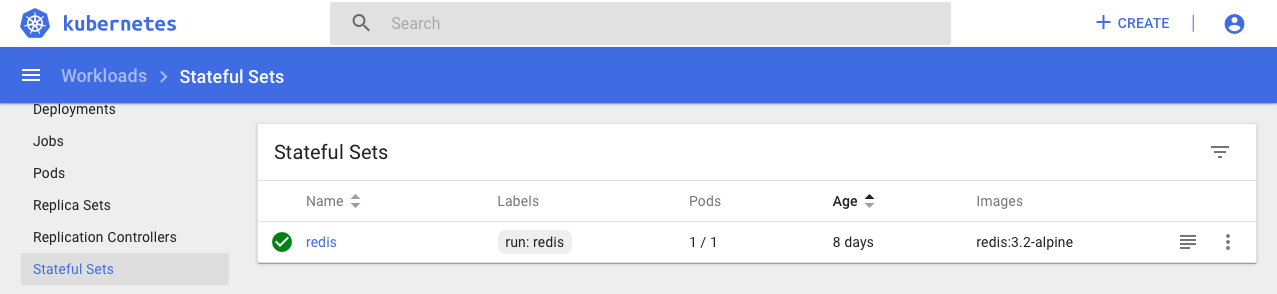 kubernetes
Search
+ CREATE
Workloads > Stateful Sets
Deployments
Jobs
Pods
Replica Sets
Replication Controllers
Stateful Sets
Stateful Sets
Name Labels Pods Age Images
redis run: redis 1 / 1 8 days redis:3.2-alpine